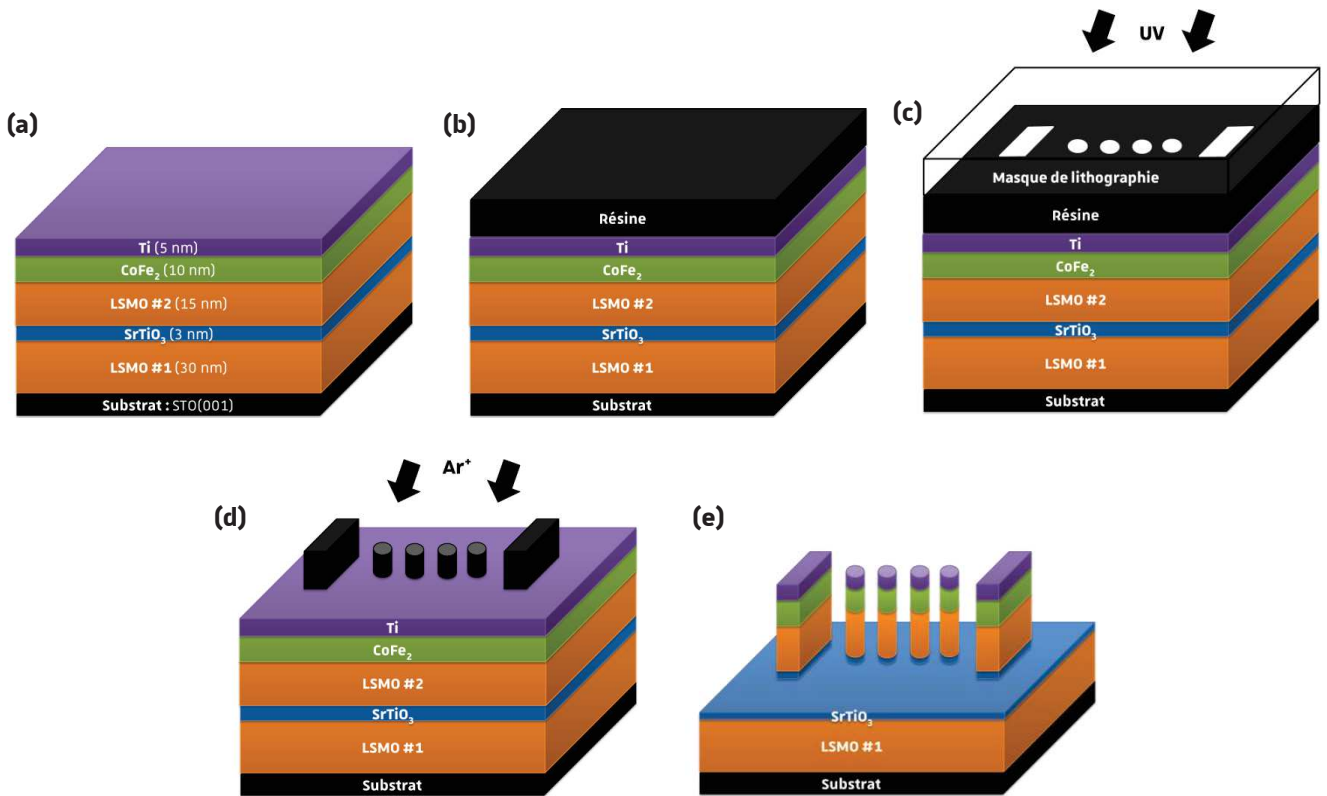 (a)
Ti (5 nm)
CoFe₂ (10 nm)
LSMO #2 (15 nm)
SrTiO₃ (3 nm)
LSMO #1 (30 nm)
Substrat : STO(001)
(b)
Résine
Ti
CoFe₂
LSMO #2
SrTiO₃
LSMO #1
Substrat
(c)
UV
Masque de lithographie
Résine
Ti
CoFe₂
LSMO #2
SrTiO₃
LSMO #1
Substrat
(d)
Ar⁺
Ti
CoFe₂
LSMO #2
SrTiO₃
LSMO #1
Substrat
(e)
SrTiO₃
LSMO #1
Substrat